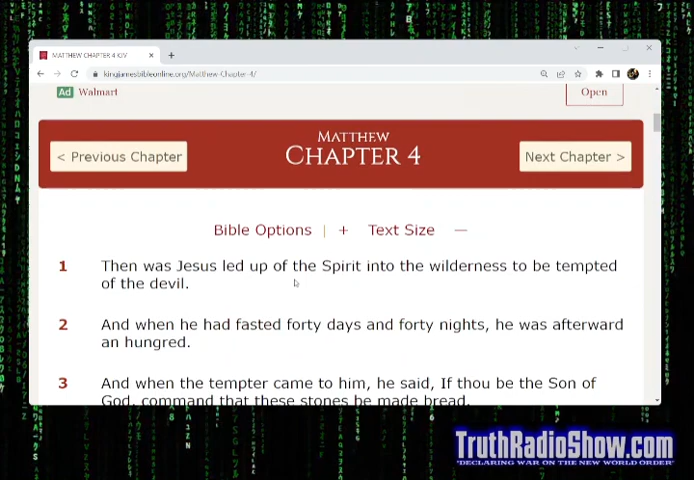 MATTHEW CHAPTER 4 KJV
kingjamesbibleonline.org/Matthew-Chapter-4/
Ad Walmart Open
MATTHEW
< Previous Chapter CHAPTER 4 Next Chapter >
Bible Options | + Text Size —
1 Then was Jesus led up of the Spirit into the wilderness to be tempted
of the devil.
2 And when he had fasted forty days and forty nights, he was afterward
an hungred.
3 And when the tempter came to him, he said, If thou be the Son of
God, command that these stones be made bread.
TruthRadioShow.com
"DECLARING WAR ON THE NEW WORLD ORDER"